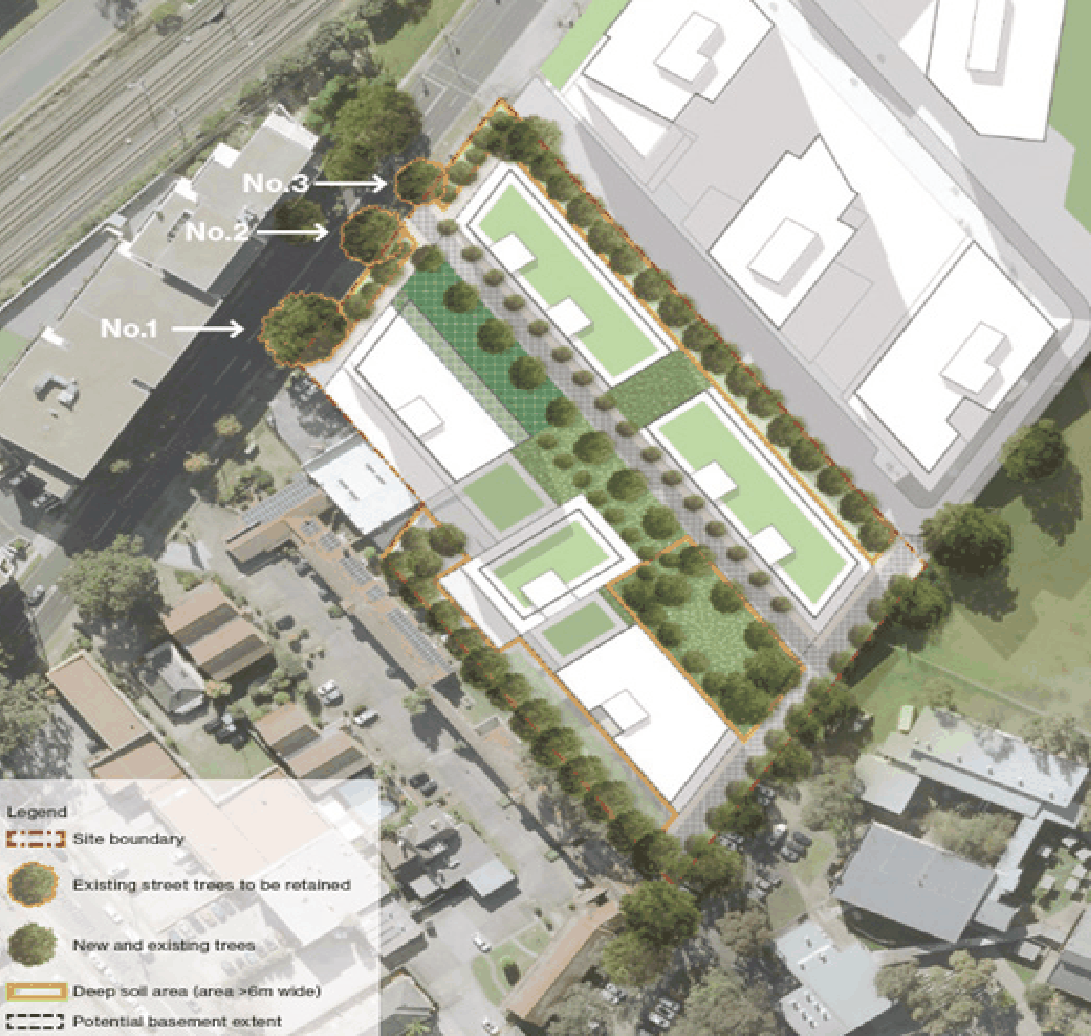 No.3
No.2
No.1
Legend
Site boundary
Existing street trees to be retained
New and existing trees
Deep soil area (area >6m wide)
Potential basement extent